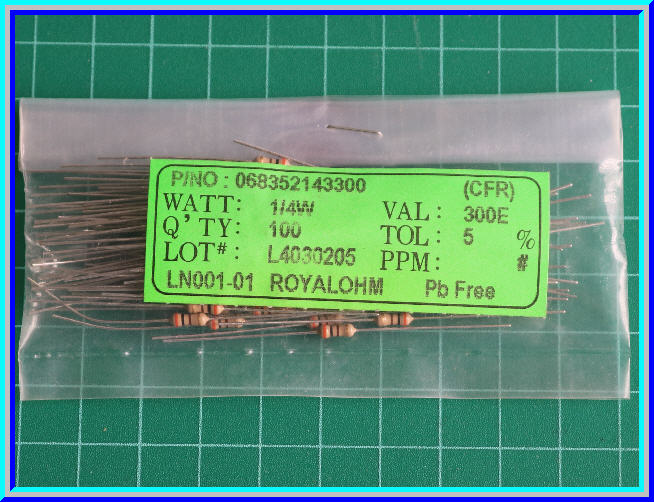 P/NO : 068352143300 (CFR)
WATT: 1/4W VAL: 300E
Q'TY: 100 TOL: 5 %
LOT#: L4030205 PPM: #
LN001-01 ROYALOHM Pb Free